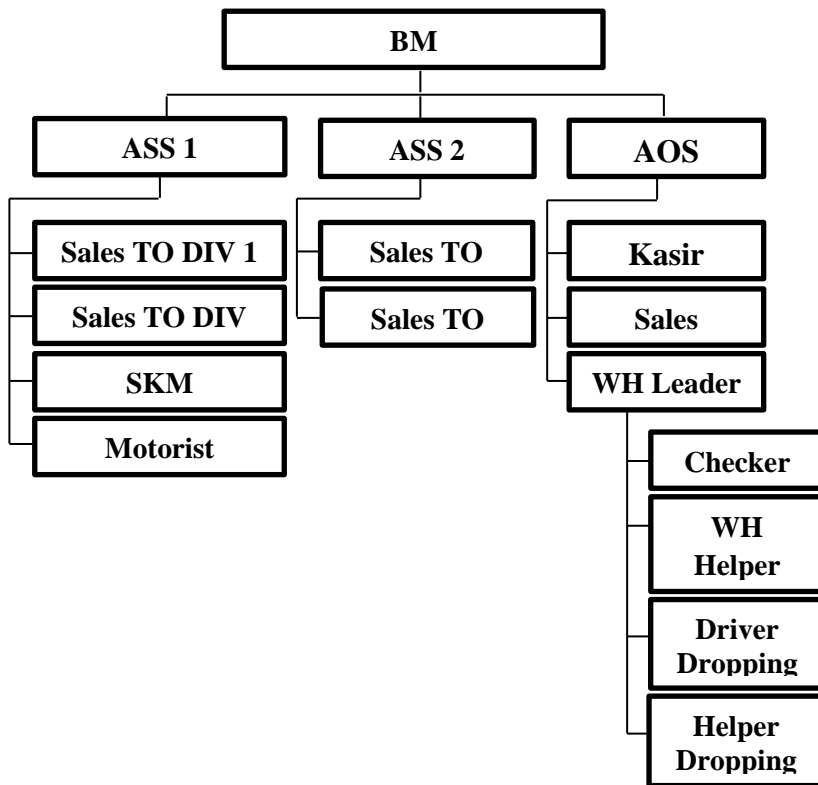 BM
ASS 1
ASS 2
AOS
Sales TO DIV 1
Sales TO DIV
SKM
Motorist
Sales TO
Sales TO
Kasir
Sales
WH Leader
Checker
WH
Helper
Driver
Dropping
Helper
Dropping